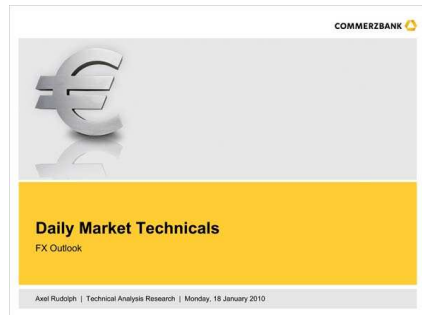 COMMERZBANK
Daily Market Technicals
FX Outlook
Axel Rudolph | Technical Analysis Research | Monday, 18 January 2010